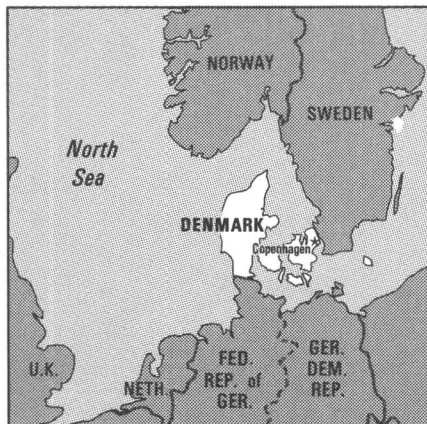 NORWAY
SWEDEN
North
Sea
DENMARK
Copenhagen
U.K.
NETH.
FED.
REP. of
GER.
GER.
DEM.
REP.